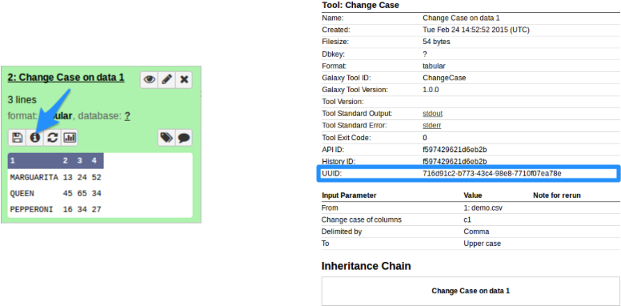 2: Change Case on data 1
3 lines
format: tabular, database: ?
1 2 3 4
MARGUARITA 13 24 52
QUEEN 45 65 34
PEPPERONI 16 34 27
Tool: Change Case
Name: Change Case on data 1
Created: Tue Feb 24 14:52:52 2015 (UTC)
Filesize: 54 bytes
Dbkey: ?
Format: tabular
Galaxy Tool ID: ChangeCase
Galaxy Tool Version: 1.0.0
Tool Version:
Tool Standard Output: stdout
Tool Standard Error: stderr
Tool Exit Code: 0
API ID: f597429621d6eb2b
History ID: f597429621d6eb2b
UUID: 716d91c2-b773-43c4-98e8-7710f07ea78e
Input Parameter Value Note for rerun
From 1: demo.csv
Change case of columns c1
Delimited by Comma
To Upper case
Inheritance Chain
Change Case on data 1